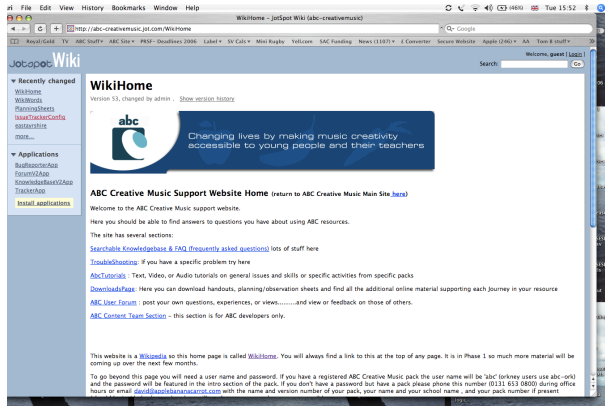 ari File Edit View History Bookmarks Window Help (46%) Tue 15:52
WikiHome - JotSpot Wiki (abc-creativemusic)
http://abc-creativemusic.jot.com/WikiHome Google
Royal/Gold TV ABC Stuff ABC Site PRSF- Deadlines 2006 Label SV Cals Mini Rugby Yell.com SAC Funding News (1107) £ Converter Secure Website Apple (246) AA Tom B stuff
Welcome, guest [ Login ]
Jotspot Wiki
Search: Go
Recently changed
WikiHome
WikiWords
PlanningSheets
IssueTrackerConfig
eastayrshire
more...
Applications
BugReporterApp
ForumV2App
KnowledgeBaseV2App
TrackerApp
Install applications
WikiHome
Version 53, changed by admin . Show version history
abc
Changing lives by making music creativity
accessible to young people and their teachers
ABC Creative Music Support Website Home (return to ABC Creative Music Main Site here)
Welcome to the ABC Creative Music support website.
Here you should be able to find answers to questions you have about using ABC resources.
The site has several sections:
Searchable Knowledgebase & FAQ (frequently asked questions) lots of stuff here
TroubleShooting: If you have a specific problem try here
AbcTutorials : Text, Video, or Audio tutorials on general issues and skills or specific activities from specific packs
DownloadsPage: Here you can download handouts, planning/observation sheets and find all the additional online material supporting each Journey in your resource
ABC User Forum : post your own questions, experiences, or views.........and view or feedback on those of others.
ABC Content Team Section - this section is for ABC developers only.
This website is a Wikipedia so this home page is called WikiHome. You will always find a link to this at the top of any page. It is in Phase 1 so much more material will be
coming up over the next few months.
To go beyond this page you will need a user name and password. If you have a registered ABC Creative Music pack the user name will be 'abc' (orkney users use abc-ork)
and the password will be featured in the intro section of the pack. If you don't have a password but have a pack please phone this number (0131 653 0800) during office
hours or email david@applebananacarrot.com with the name and version number of your pack, your name and your school name , and your pack number if present